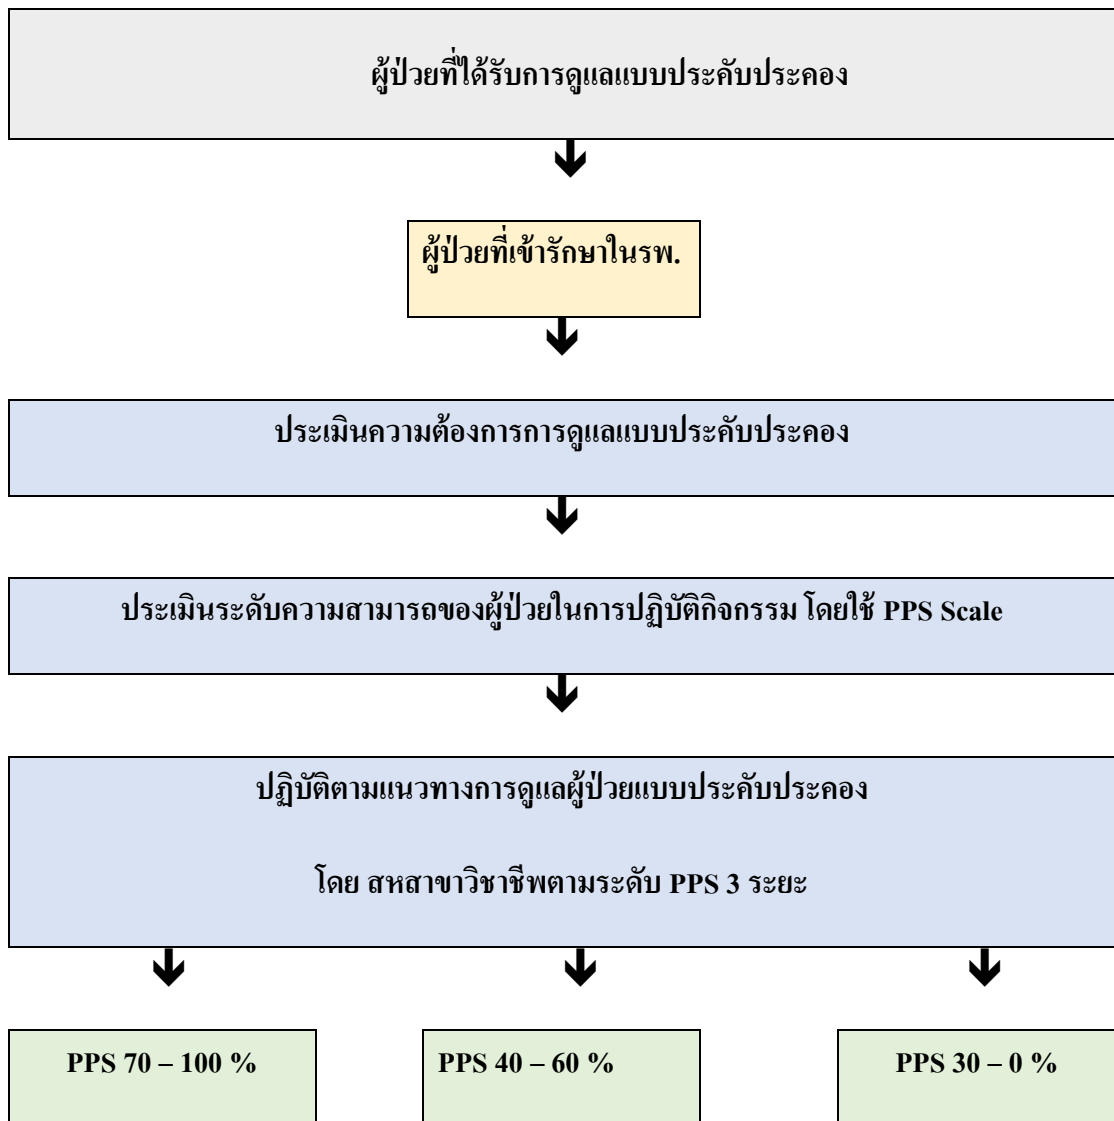 ผู้ป่วยที่ได้รับการดูแลแบบประคับประคอง
ผู้ป่วยที่เข้ารักษาในรพ.
ประเมินความต้องการการดูแลแบบประคับประคอง
ประเมินระดับความสามารถของผู้ป่วยในการปฏิบัติกิจกรรม โดยใช้ PPS Scale
ปฏิบัติตามแนวทางการดูแลผู้ป่วยแบบประคับประคอง
โดย สหสาขาวิชาชีพตามระดับ PPS 3 ระยะ
PPS 70 – 100 %
PPS 40 – 60 %
PPS 30 – 0 %